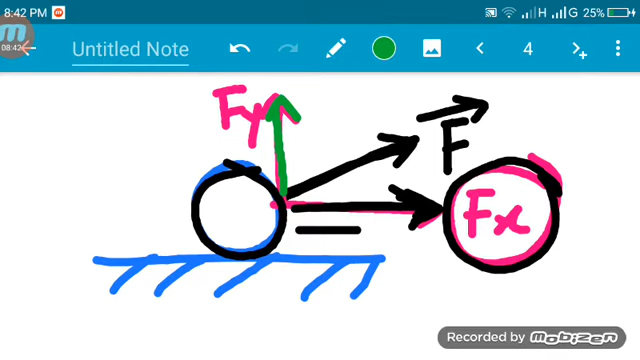 8:42 PM
H
G 25%
08:42
Untitled Note
4
Fy
F
Fx
Recorded by mobizen